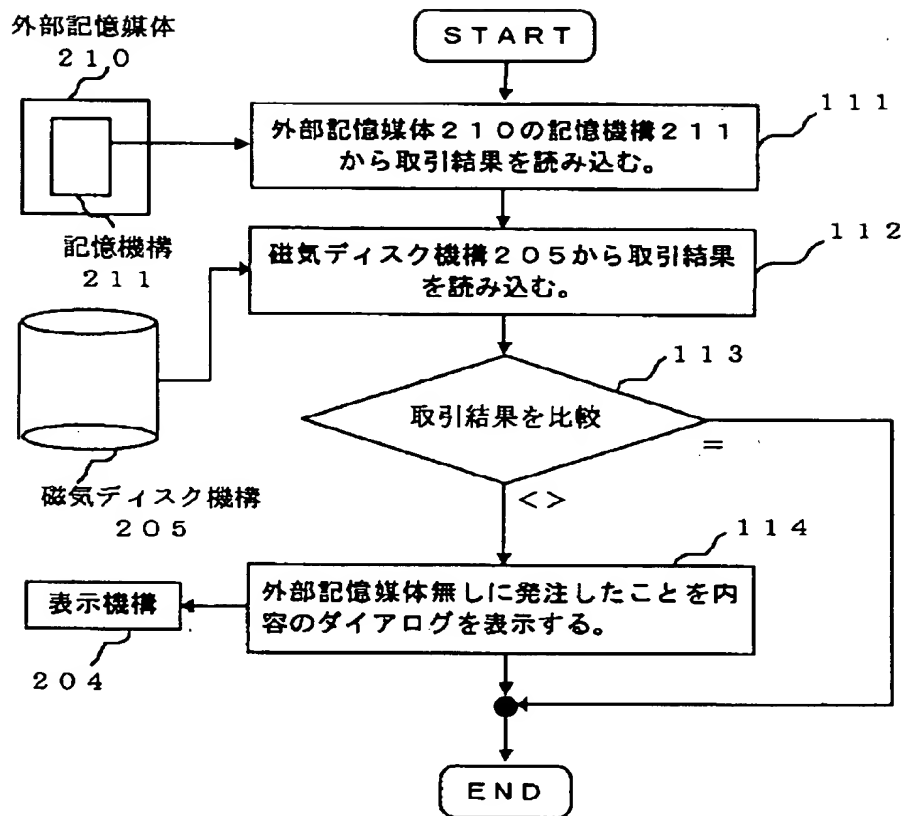 外部記憶媒体
２１０
ＳＴＡＲＴ
１１１
外部記憶媒体２１０の記憶機構２１１
から取引結果を読み込む。
記憶機構
２１１
１１２
磁気ディスク機構２０５から取引結果
を読み込む。
１１３
取引結果を比較
＝
＜＞
磁気ディスク機構
２０５
１１４
外部記憶媒体無しに発注したことを内
容のダイアログを表示する。
表示機構
２０４
ＥＮＤ